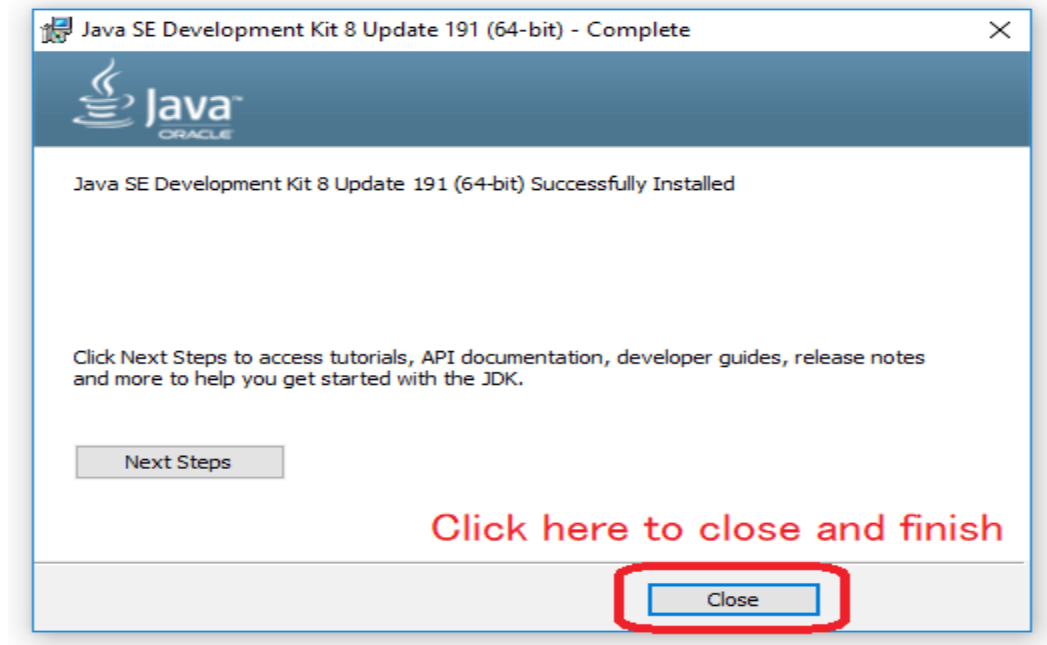 Java SE Development Kit 8 Update 191 (64-bit) - Complete
Java™
ORACLE
Java SE Development Kit 8 Update 191 (64-bit) Successfully Installed
Click Next Steps to access tutorials, API documentation, developer guides, release notes
and more to help you get started with the JDK.
Next Steps
Click here to close and finish
Close